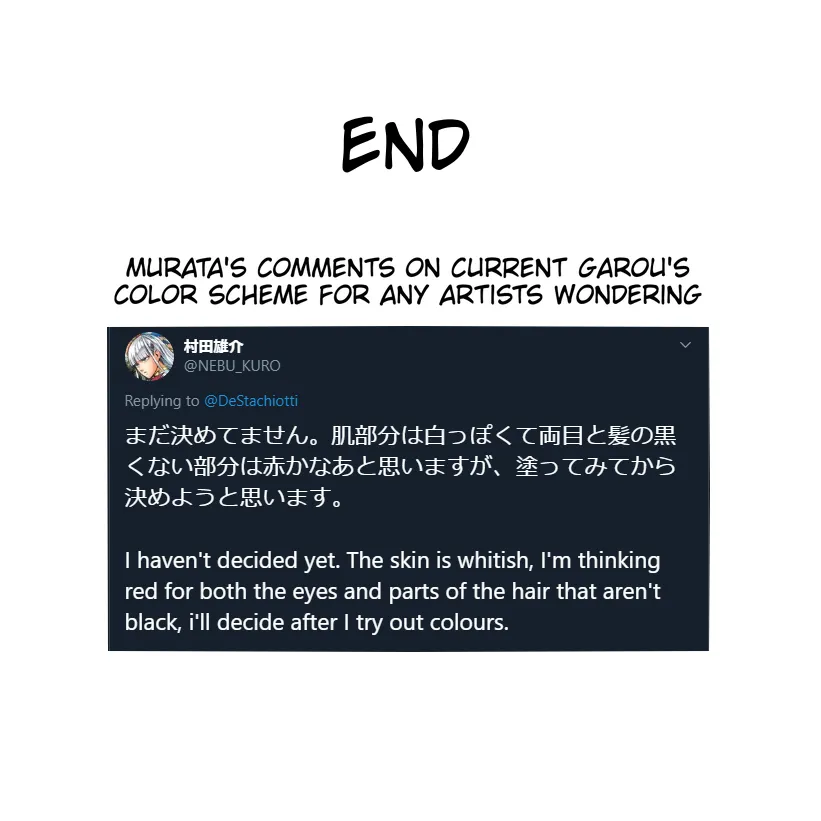 END
MURATA'S COMMENTS ON CURRENT GAROU'S
COLOR SCHEME FOR ANY ARTISTS WONDERING
村田雄介
@NEBU_KURO
Replying to @DeStachiotti
まだ決めてません。肌部分は白っぽくて両目と髪の黒
くない部分は赤かなあと思いますが、塗ってみてから
決めようと思います。
I haven't decided yet. The skin is whitish, I'm thinking
red for both the eyes and parts of the hair that aren't
black, i'll decide after I try out colours.